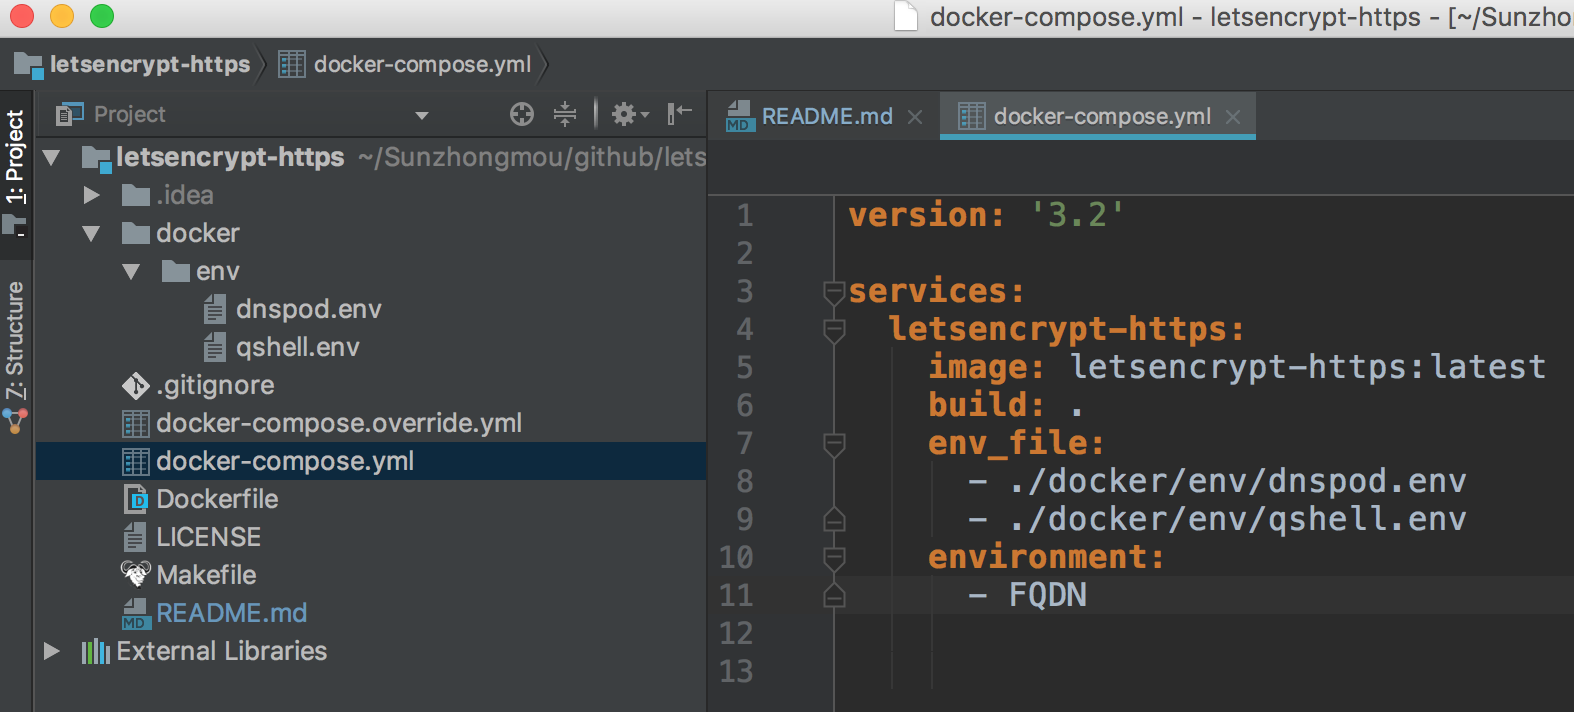 docker-compose.yml - letsencrypt-https - [~/Sunzho
letsencrypt-https docker-compose.yml
1: Project
7: Structure
Project
letsencrypt-https ~/Sunzhongmou/github/lets
.idea
docker
env
dnspod.env
qshell.env
.gitignore
docker-compose.override.yml
docker-compose.yml
Dockerfile
LICENSE
Makefile
MD README.md
External Libraries
MD README.md docker-compose.yml
1 version: '3.2'
2
3 services:
4   letsencrypt-https:
5     image: letsencrypt-https:latest
6     build: .
7     env_file:
8       - ./docker/env/dnspod.env
9       - ./docker/env/qshell.env
10     environment:
11       - FQDN
12
13